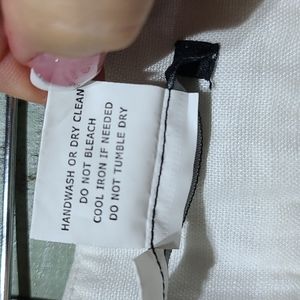 HANDWASH OR DRY CLEAN
DO NOT BLEACH
COOL IRON IF NEEDED
DO NOT TUMBLE DRY